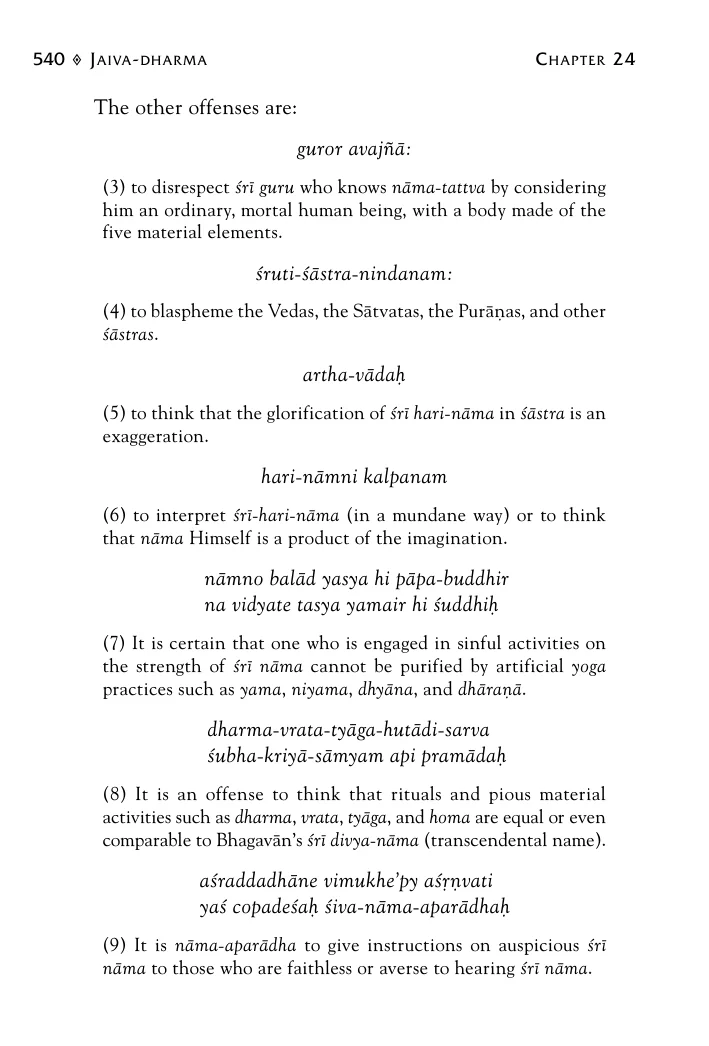 540 ◈ JAIVA-DHARMA CHAPTER 24
The other offenses are:
guror avajñā:
(3) to disrespect śrī guru who knows nāma-tattva by considering
him an ordinary, mortal human being, with a body made of the
five material elements.
śruti-śāstra-nindanam:
(4) to blaspheme the Vedas, the Sātvatas, the Purāṇas, and other
śāstras.
artha-vādaḥ
(5) to think that the glorification of śrī hari-nāma in śāstra is an
exaggeration.
hari-nāmni kalpanam
(6) to interpret śrī-hari-nāma (in a mundane way) or to think
that nāma Himself is a product of the imagination.
nāmno balād yasya hi pāpa-buddhir
na vidyate tasya yamair hi śuddhiḥ
(7) It is certain that one who is engaged in sinful activities on
the strength of śrī nāma cannot be purified by artificial yoga
practices such as yama, niyama, dhyāna, and dhāraṇā.
dharma-vrata-tyāga-hutādi-sarva
śubha-kriyā-sāmyam api pramādaḥ
(8) It is an offense to think that rituals and pious material
activities such as dharma, vrata, tyāga, and homa are equal or even
comparable to Bhagavān's śrī divya-nāma (transcendental name).
aśraddadhāne vimukhe'py aśṛṇvati
yaś copadeśaḥ śiva-nāma-aparādhaḥ
(9) It is nāma-aparādha to give instructions on auspicious śrī
nāma to those who are faithless or averse to hearing śrī nāma.